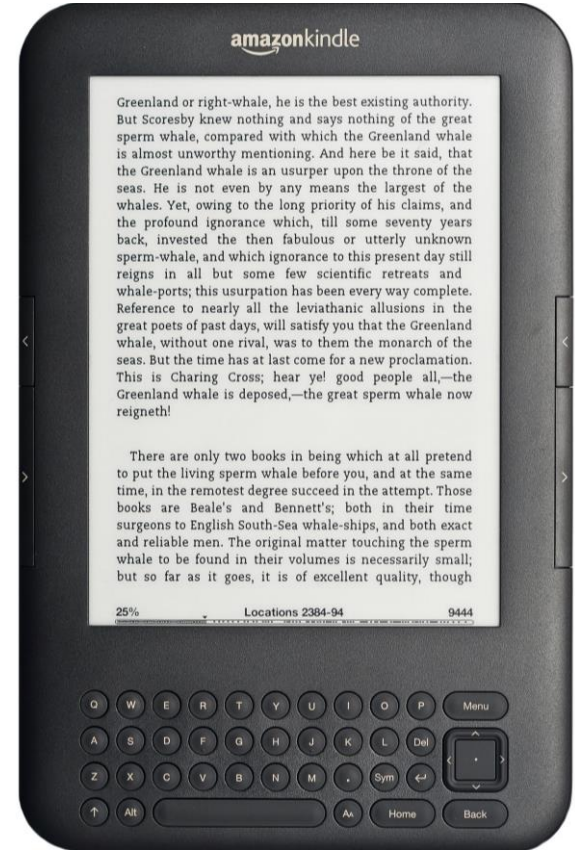 amazonkindle
Greenland or right-whale, he is the best existing authority.
But Scoresby knew nothing and says nothing of the great
sperm whale, compared with which the Greenland whale
is almost unworthy mentioning. And here be it said, that
the Greenland whale is an usurper upon the throne of the
seas. He is not even by any means the largest of the
whales. Yet, owing to the long priority of his claims, and
the profound ignorance which, till some seventy years
back, invested the then fabulous or utterly unknown
sperm-whale, and which ignorance to this present day still
reigns in all but some few scientific retreats and
whale-ports; this usurpation has been every way complete.
Reference to nearly all the leviathanic allusions in the
great poets of past days, will satisfy you that the Greenland
whale, without one rival, was to them the monarch of the
seas. But the time has at last come for a new proclamation.
This is Charing Cross; hear ye! good people all,—the
Greenland whale is deposed,—the great sperm whale now
reigneth!
There are only two books in being which at all pretend
to put the living sperm whale before you, and at the same
time, in the remotest degree succeed in the attempt. Those
books are Beale's and Bennett's; both in their time
surgeons to English South-Sea whale-ships, and both exact
and reliable men. The original matter touching the sperm
whale to be found in their volumes is necessarily small;
but so far as it goes, it is of excellent quality, though
25% Locations 2384-94 9444
Q W E R T Y U I O P Menu
A S D F G H J K L Del
Z X C V B N M . Sym ↵
↑ Alt AA Home Back